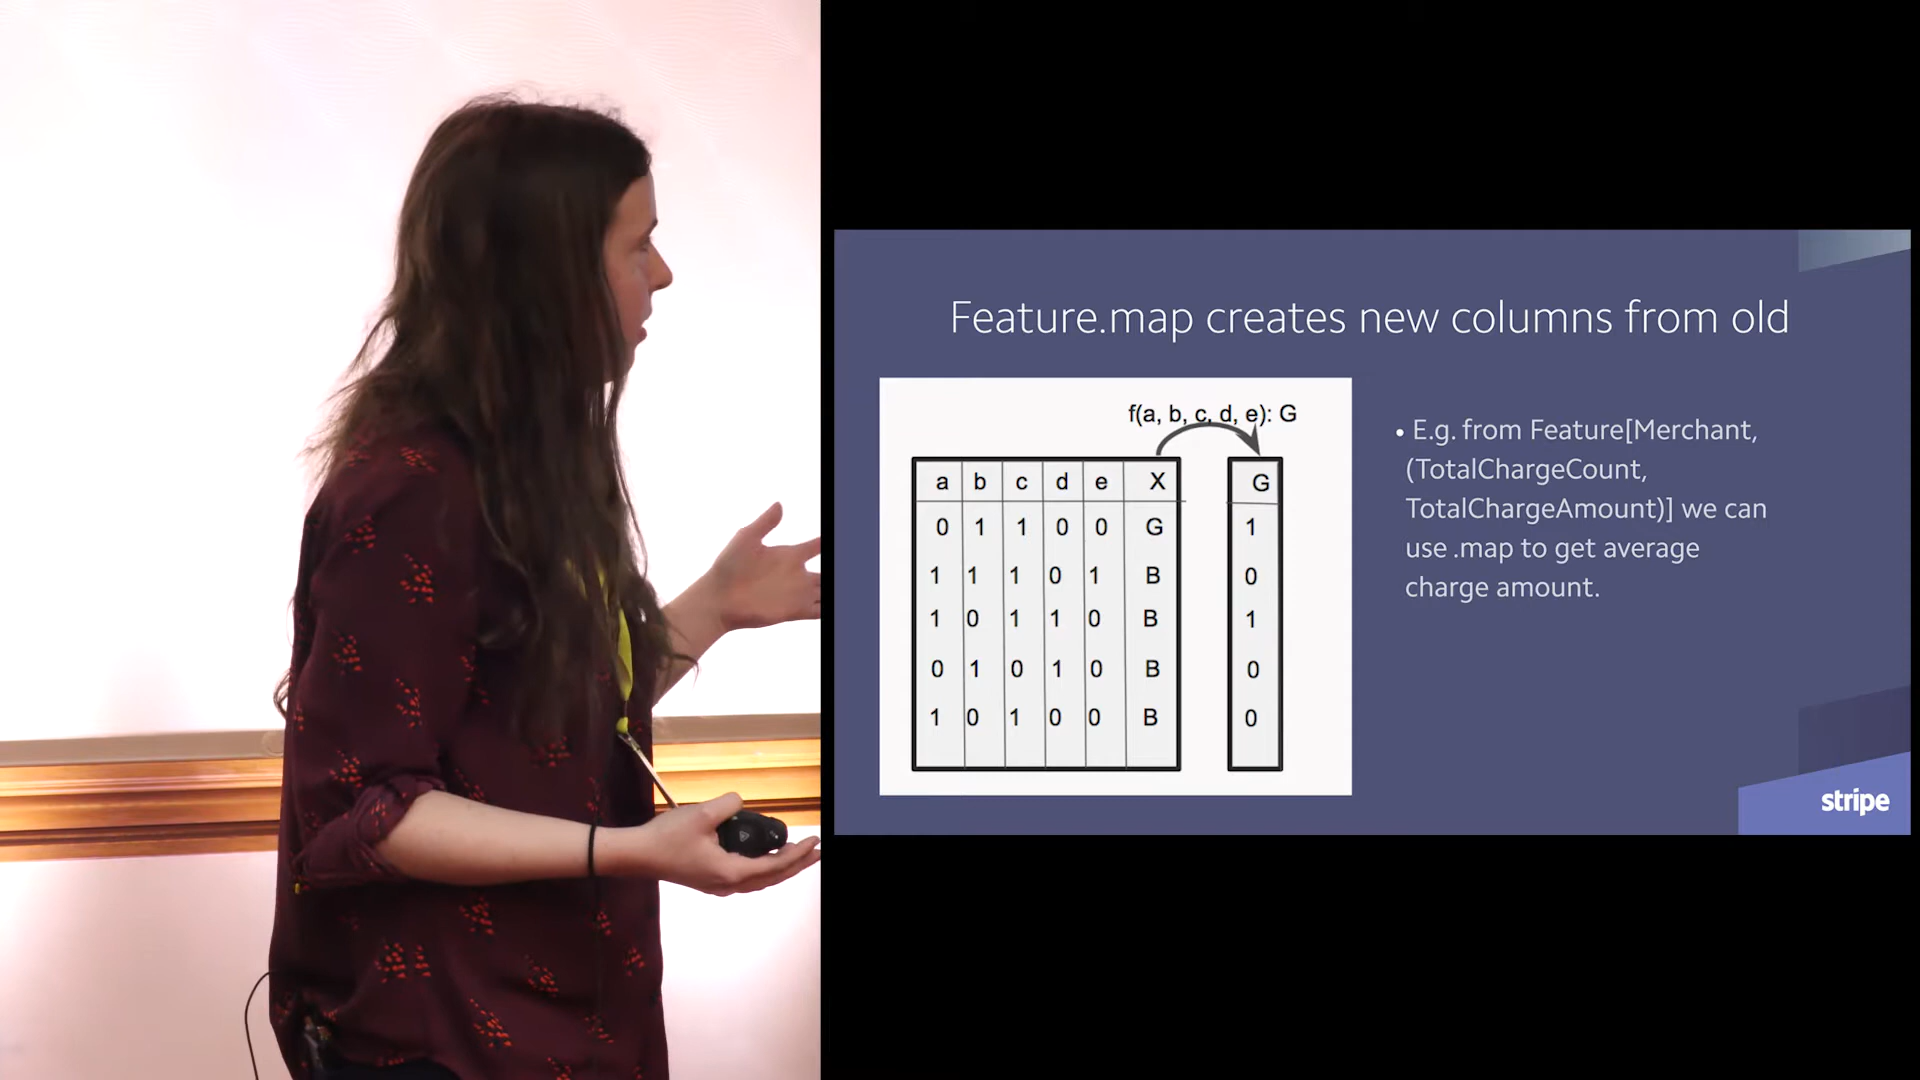 Feature.map creates new columns from old
f(a, b, c, d, e): G
a b c d e X G
0 1 1 0 0 G 1
1 1 1 0 1 B 0
1 0 1 1 0 B 1
0 1 0 1 0 B 0
1 0 1 0 0 B 0
• E.g. from Feature[Merchant,
(TotalChargeCount,
TotalChargeAmount)] we can
use .map to get average
charge amount.
stripe